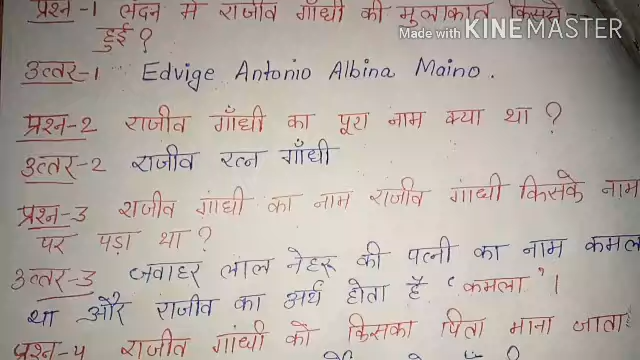 प्रश्न-1 लंदन मे राजीव गाँधी की मुलाकात किससे
हुई ?
Made with KINEMASTER
उत्तर-1 Edvige Antonio Albina Maino.
प्रश्न-2 राजीव गाँधी का पूरा नाम क्या था ?
उत्तर-2 राजीव रत्न गाँधी
प्रश्न-3 राजीव गांधी का नाम राजीव गांधी किसके नाम
पर पड़ा था ?
उत्तर-3 जवाहर लाल नेहरू की पत्नी का नाम कमल
था और राजीव का अर्थ होता है "कमला"।
प्रश्न-4 राजीव गांधी को किसका पिता माना जाता